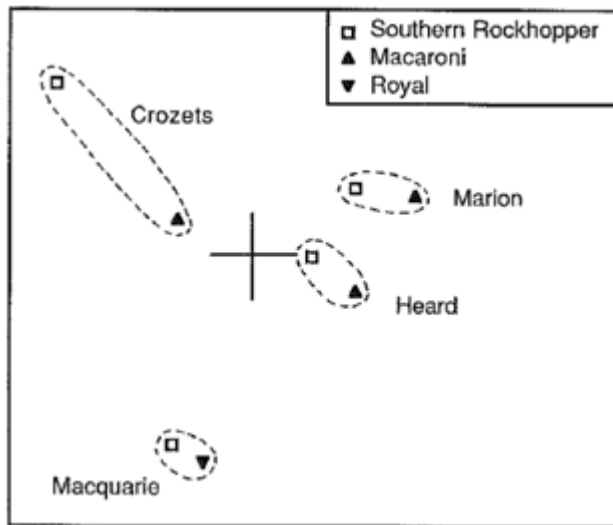 Southern Rockhopper
Macaroni
Royal
Crozets
Marion
Heard
Macquarie